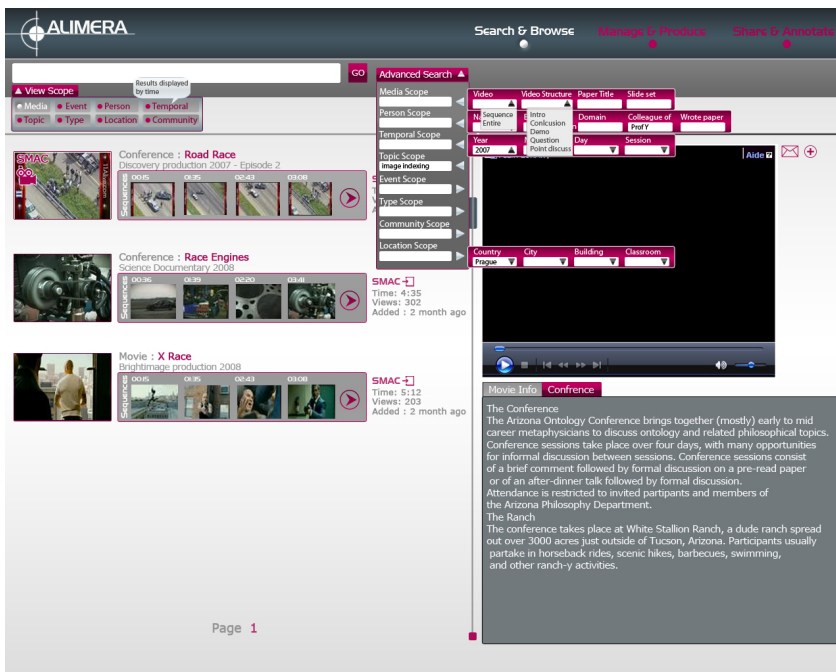 ALIMERA
Search & Browse
Manage & Produce
Share & Annotate
GO
Advanced Search
View Scope
Results displayed
by time
Media Event Person Temporal
Topic Type Location Community
Media Scope
Person Scope
Temporal Scope
Topic Scope
image indexing
Event Scope
Type Scope
Community Scope
Location Scope
Video Video Structure Paper Title Slide set
Sequence
Entire
Intro
Conlcusion
Demo
Question
Point discuss
Domain Colleague of Wrote paper
Prof Y
Year Day Session
2007
Country City Building Classroom
Prague
Aide ?
SMAC
Conference : Road Race
Discovery production 2007 - Episode 2
Sequences
00:15 01:35 02:43 03:08
Conference : Race Engines
Science Documentary 2008
Sequences
00:36 01:39 02:20 03:41
SMAC
Time: 4:35
Views: 302
Added : 2 month ago
Movie : X Race
Brightimage production 2008
Sequences
00:15 01:35 02:43 03:08
SMAC
Time: 5:12
Views: 203
Added : 2 month ago
Page 1
Movie Info Confrence
The Conference
The Arizona Ontology Conference brings together (mostly) early to mid
career metaphysicians to discuss ontology and related philosophical topics.
Conference sessions take place over four days, with many opportunities
for informal discussion between sessions. Conference sessions consist
of a brief comment followed by formal discussion on a pre-read paper
or of an after-dinner talk followed by formal discussion.
Attendance is restricted to invited partipants and members of
the Arizona Philosophy Department.
The Ranch
The conference takes place at White Stallion Ranch, a dude ranch spread
out over 3000 acres just outside of Tucson, Arizona. Participants usually
partake in horseback rides, scenic hikes, barbecues, swimming,
and other ranch-y activities.